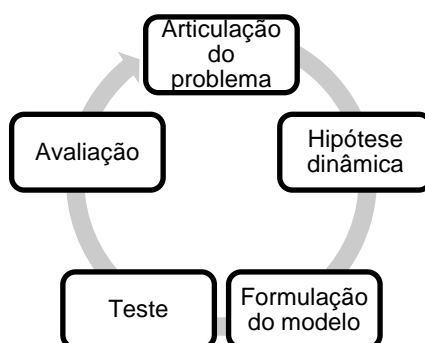 Articulação
do
problema
Hipótese
dinâmica
Formulação
do modelo
Teste
Avaliação